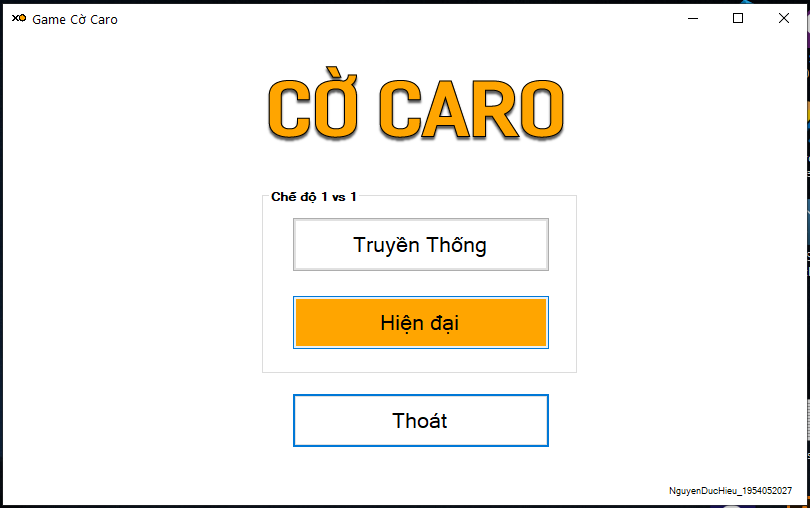 Game Cờ Caro
CỜ CARO
Chế độ 1 vs 1
Truyền Thống
Hiện đại
Thoát
NguyenDucHieu_1954052027